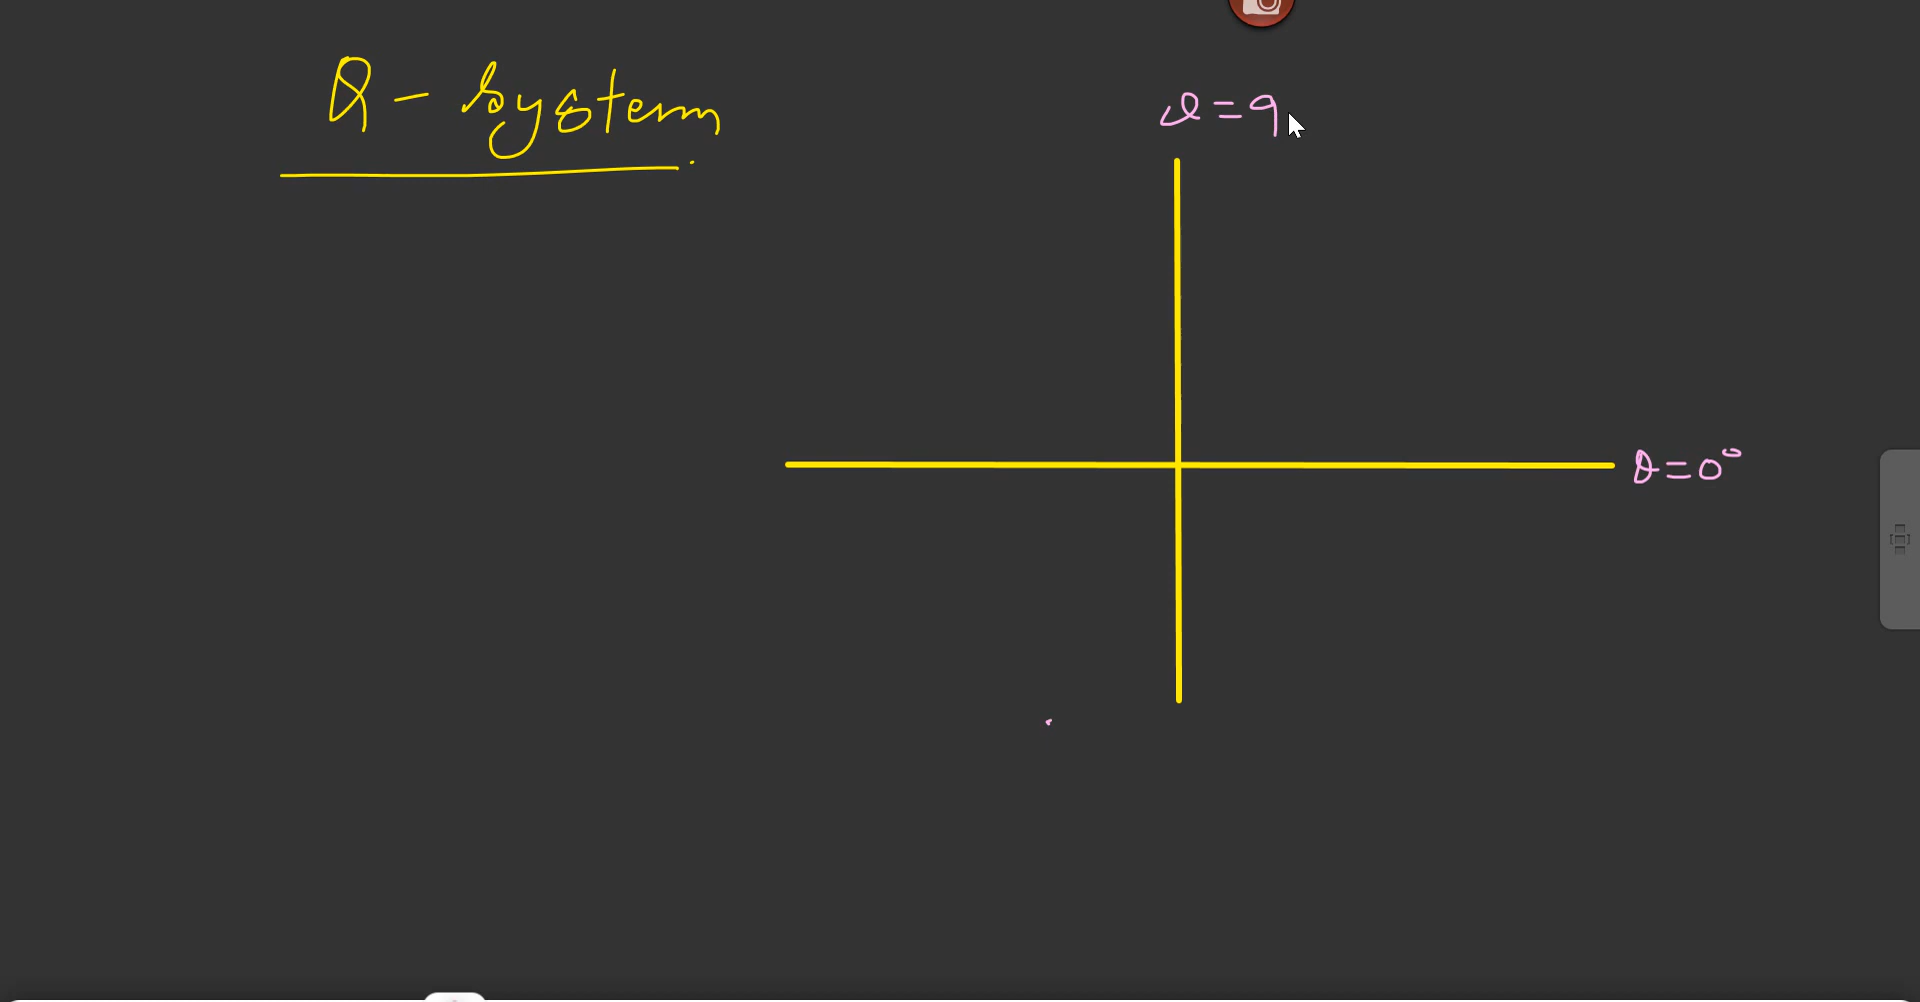 θ - system
θ = 9
θ = 0°